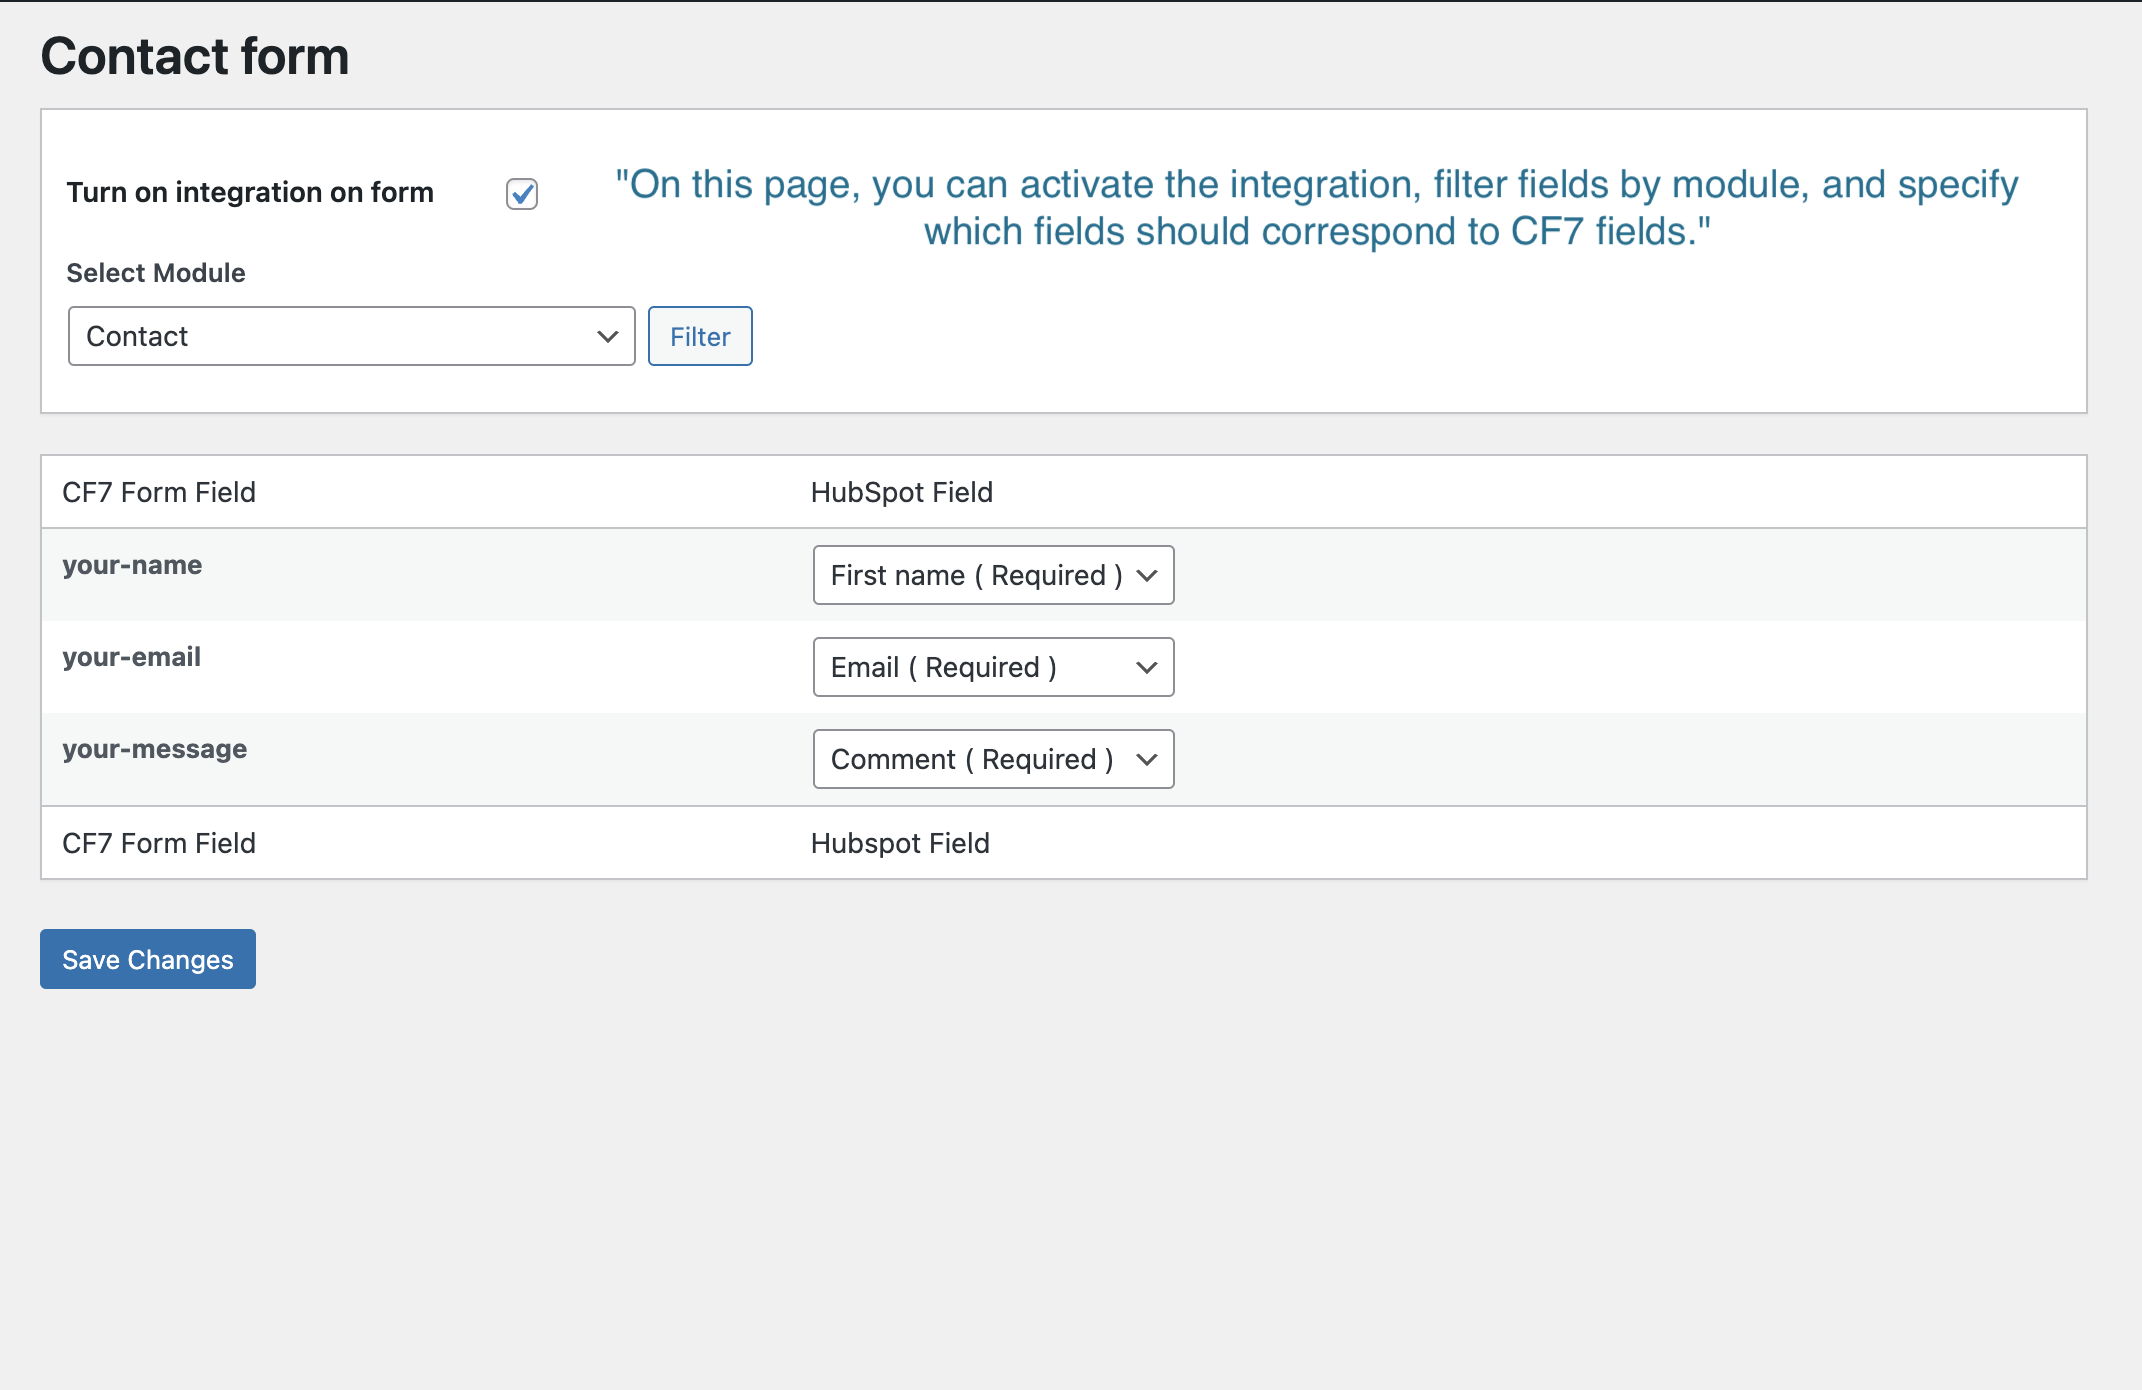 Contact form
Turn on integration on form
"On this page, you can activate the integration, filter fields by module, and specify
which fields should correspond to CF7 fields."
Select Module
Contact
Filter
CF7 Form Field
HubSpot Field
your-name
First name ( Required )
your-email
Email ( Required )
your-message
Comment ( Required )
CF7 Form Field
Hubspot Field
Save Changes